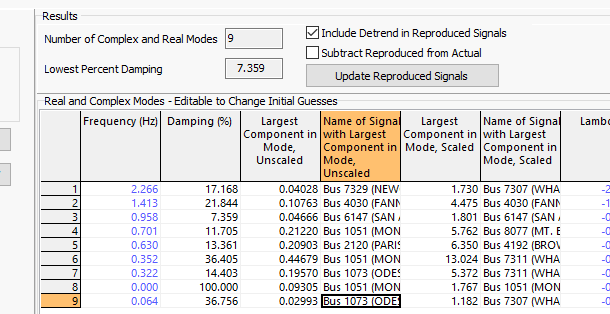 Results
Number of Complex and Real Modes 9
Include Detrend in Reproduced Signals
Subtract Reproduced from Actual
Lowest Percent Damping 7.359
Update Reproduced Signals
Real and Complex Modes - Editable to Change Initial Guesses
Frequency (Hz) Damping (%) Largest Component in Mode, Unscaled Name of Signal with Largest Component in Mode, Unscaled Largest Component in Mode, Scaled Name of Signal with Largest Component in Mode, Scaled Lamb
1 2.266 17.168 0.04028 Bus 7329 (NEW 1.730 Bus 7307 (WHA -2
2 1.413 21.844 0.10763 Bus 4030 (FANN 4.475 Bus 4030 (FANN -1
3 0.958 7.359 0.04666 Bus 6147 (SAN 1.801 Bus 6147 (SAN -0
4 0.701 11.705 0.21220 Bus 1051 (MON 5.762 Bus 8077 (MT. E -0
5 0.630 13.361 0.20903 Bus 2120 (PARIS 6.350 Bus 4192 (BROV -0
6 0.352 36.405 0.44679 Bus 1051 (MON 13.024 Bus 7311 (WHA -0
7 0.322 14.403 0.19570 Bus 1073 (ODES 5.372 Bus 7311 (WHA -0
8 0.000 100.000 0.09305 Bus 1051 (MON 1.767 Bus 1051 (MON -0
9 0.064 36.756 0.02993 Bus 1073 (ODES 1.182 Bus 7307 (WHA -0